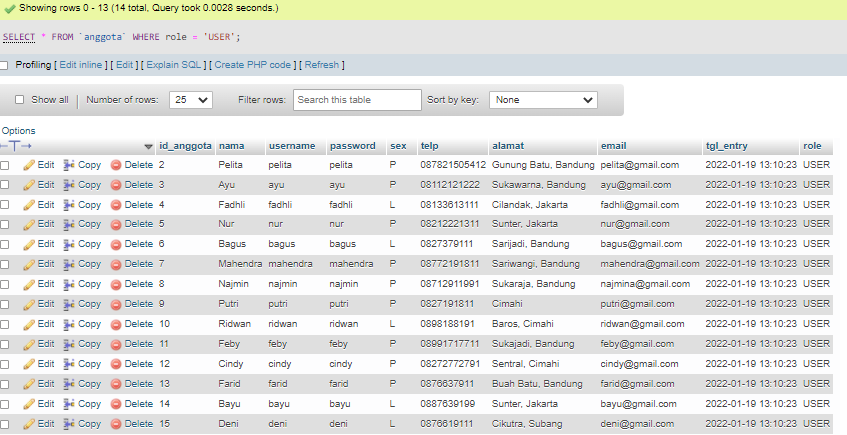 Showing rows 0 - 13 (14 total, Query took 0.0028 seconds.)
SELECT * FROM `anggota` WHERE role = 'USER';
Profiling [ Edit inline ] [ Edit ] [ Explain SQL ] [ Create PHP code ] [ Refresh ]
Show all Number of rows: 25 Filter rows: Search this table Sort by key: None
Options
←T→ id_anggota nama username password sex telp alamat email tgl_entry role
Edit Copy Delete 2 Pelita pelita pelita P 087821505412 Gunung Batu, Bandung pelita@gmail.com 2022-01-19 13:10:23 USER
Edit Copy Delete 3 Ayu ayu ayu P 08112121222 Sukawarna, Bandung ayu@gmail.com 2022-01-19 13:10:23 USER
Edit Copy Delete 4 Fadhli fadhli fadhli L 08133613111 Cilandak, Jakarta fadhli@gmail.com 2022-01-19 13:10:23 USER
Edit Copy Delete 5 Nur nur nur P 08212221311 Sunter, Jakarta nur@gmail.com 2022-01-19 13:10:23 USER
Edit Copy Delete 6 Bagus bagus bagus L 0827379111 Sarijadi, Bandung bagus@gmail.com 2022-01-19 13:10:23 USER
Edit Copy Delete 7 Mahendra mahendra mahendra P 08772191811 Sariwangi, Bandung mahendra@gmail.com 2022-01-19 13:10:23 USER
Edit Copy Delete 8 Najmin najmin najmin P 08712911991 Sukaraja, Bandung najmina@gmail.com 2022-01-19 13:10:23 USER
Edit Copy Delete 9 Putri putri putri P 0827191811 Cimahi putri@gmail.com 2022-01-19 13:10:23 USER
Edit Copy Delete 10 Ridwan ridwan ridwan L 0898188191 Baros, Cimahi ridwan@gmail.com 2022-01-19 13:10:23 USER
Edit Copy Delete 11 Feby feby feby P 08991717711 Sukajadi, Bandung feby@gmail.com 2022-01-19 13:10:23 USER
Edit Copy Delete 12 Cindy cindy cindy P 08272772791 Sentral, Cimahi cindy@gmail.com 2022-01-19 13:10:23 USER
Edit Copy Delete 13 Farid farid farid L 0876637911 Buah Batu, Bandung farid@gmail.com 2022-01-19 13:10:23 USER
Edit Copy Delete 14 Bayu bayu bayu L 0887639199 Sunter, Jakarta bayu@gmail.com 2022-01-19 13:10:23 USER
Edit Copy Delete 15 Deni deni deni L 0876619111 Cikutra, Subang deni@gmail.com 2022-01-19 13:10:23 USER